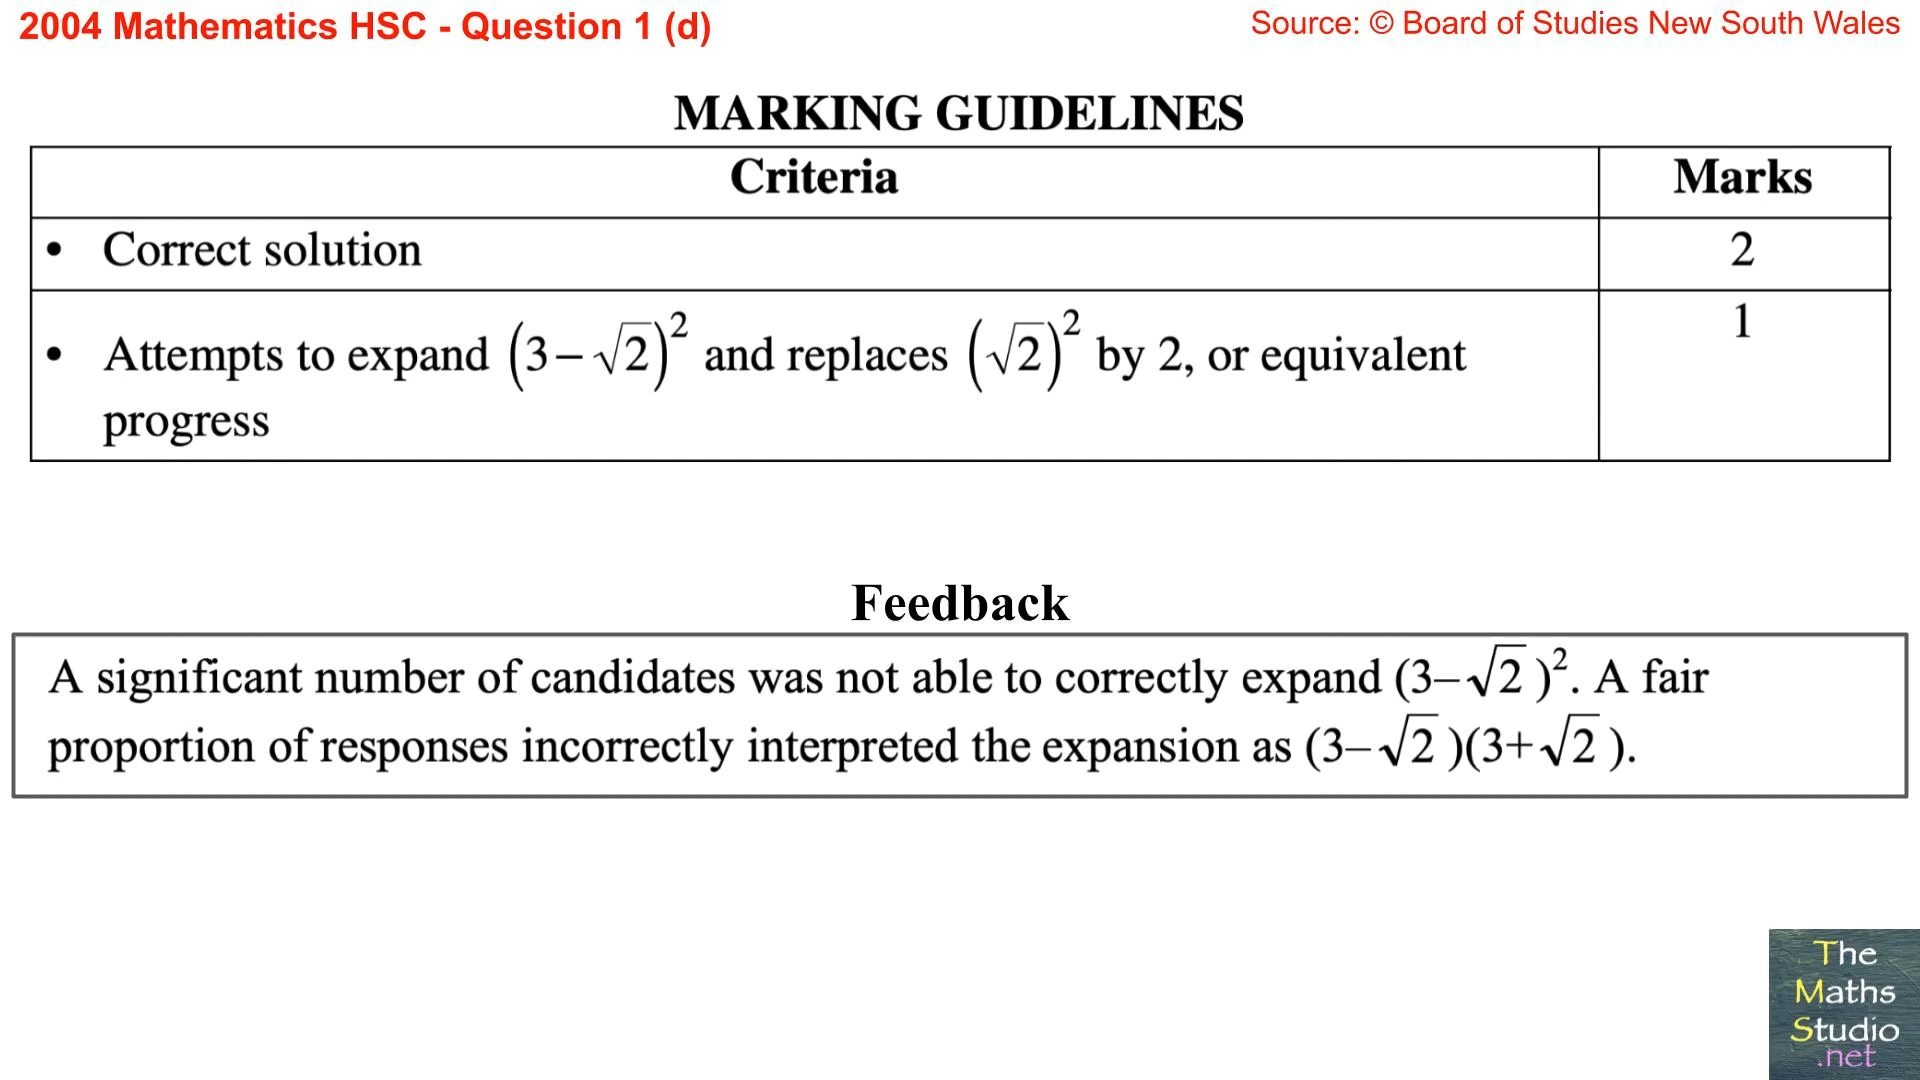 2004 Mathematics HSC - Question 1 (d)
Source: © Board of Studies New South Wales
MARKING GUIDELINES
Criteria Marks
• Correct solution 2
• Attempts to expand (3 – √2)² and replaces (√2)² by 2, or equivalent 1
progress
Feedback
A significant number of candidates was not able to correctly expand (3–√2 )². A fair
proportion of responses incorrectly interpreted the expansion as (3–√2 )(3+√2 ).
The
Maths
Studio
.net